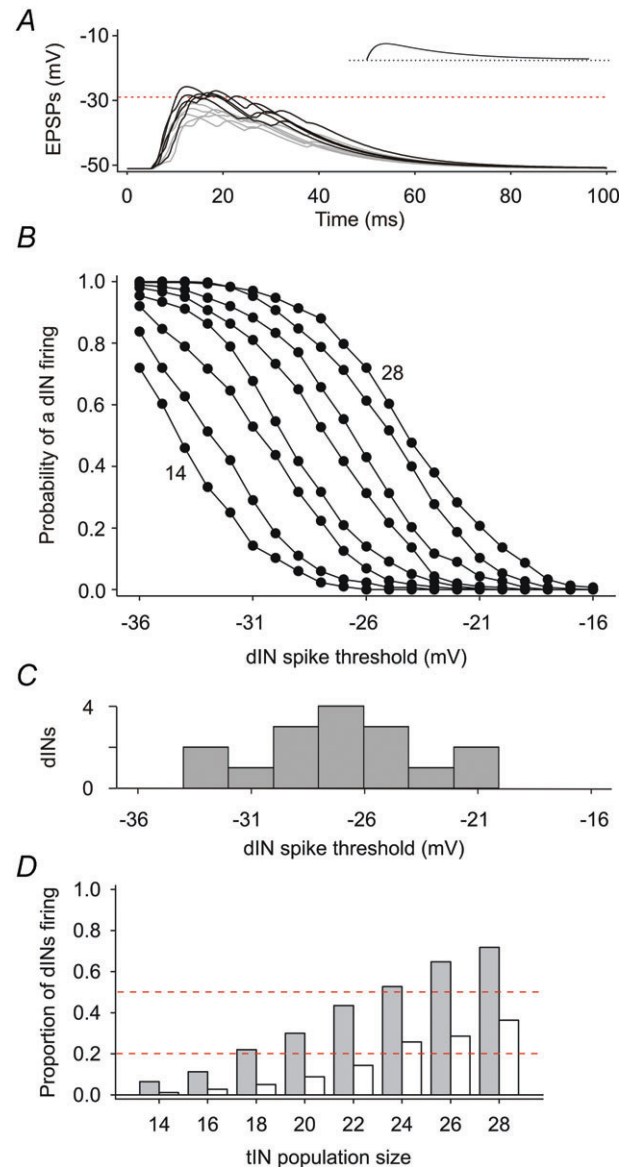 A
-10
-30
-50
EPSPs (mV)
0 20 40 60 80 100
Time (ms)
B
1.0
0.8
0.6
0.4
0.2
0.0
Probability of a dIN firing
28
14
-36 -31 -26 -21 -16
dIN spike threshold (mV)
C
4
0
dINs
-36 -31 -26 -21 -16
dIN spike threshold (mV)
D
1.0
0.8
0.6
0.4
0.2
0.0
Proportion of dINs firing
14 16 18 20 22 24 26 28
tIN population size